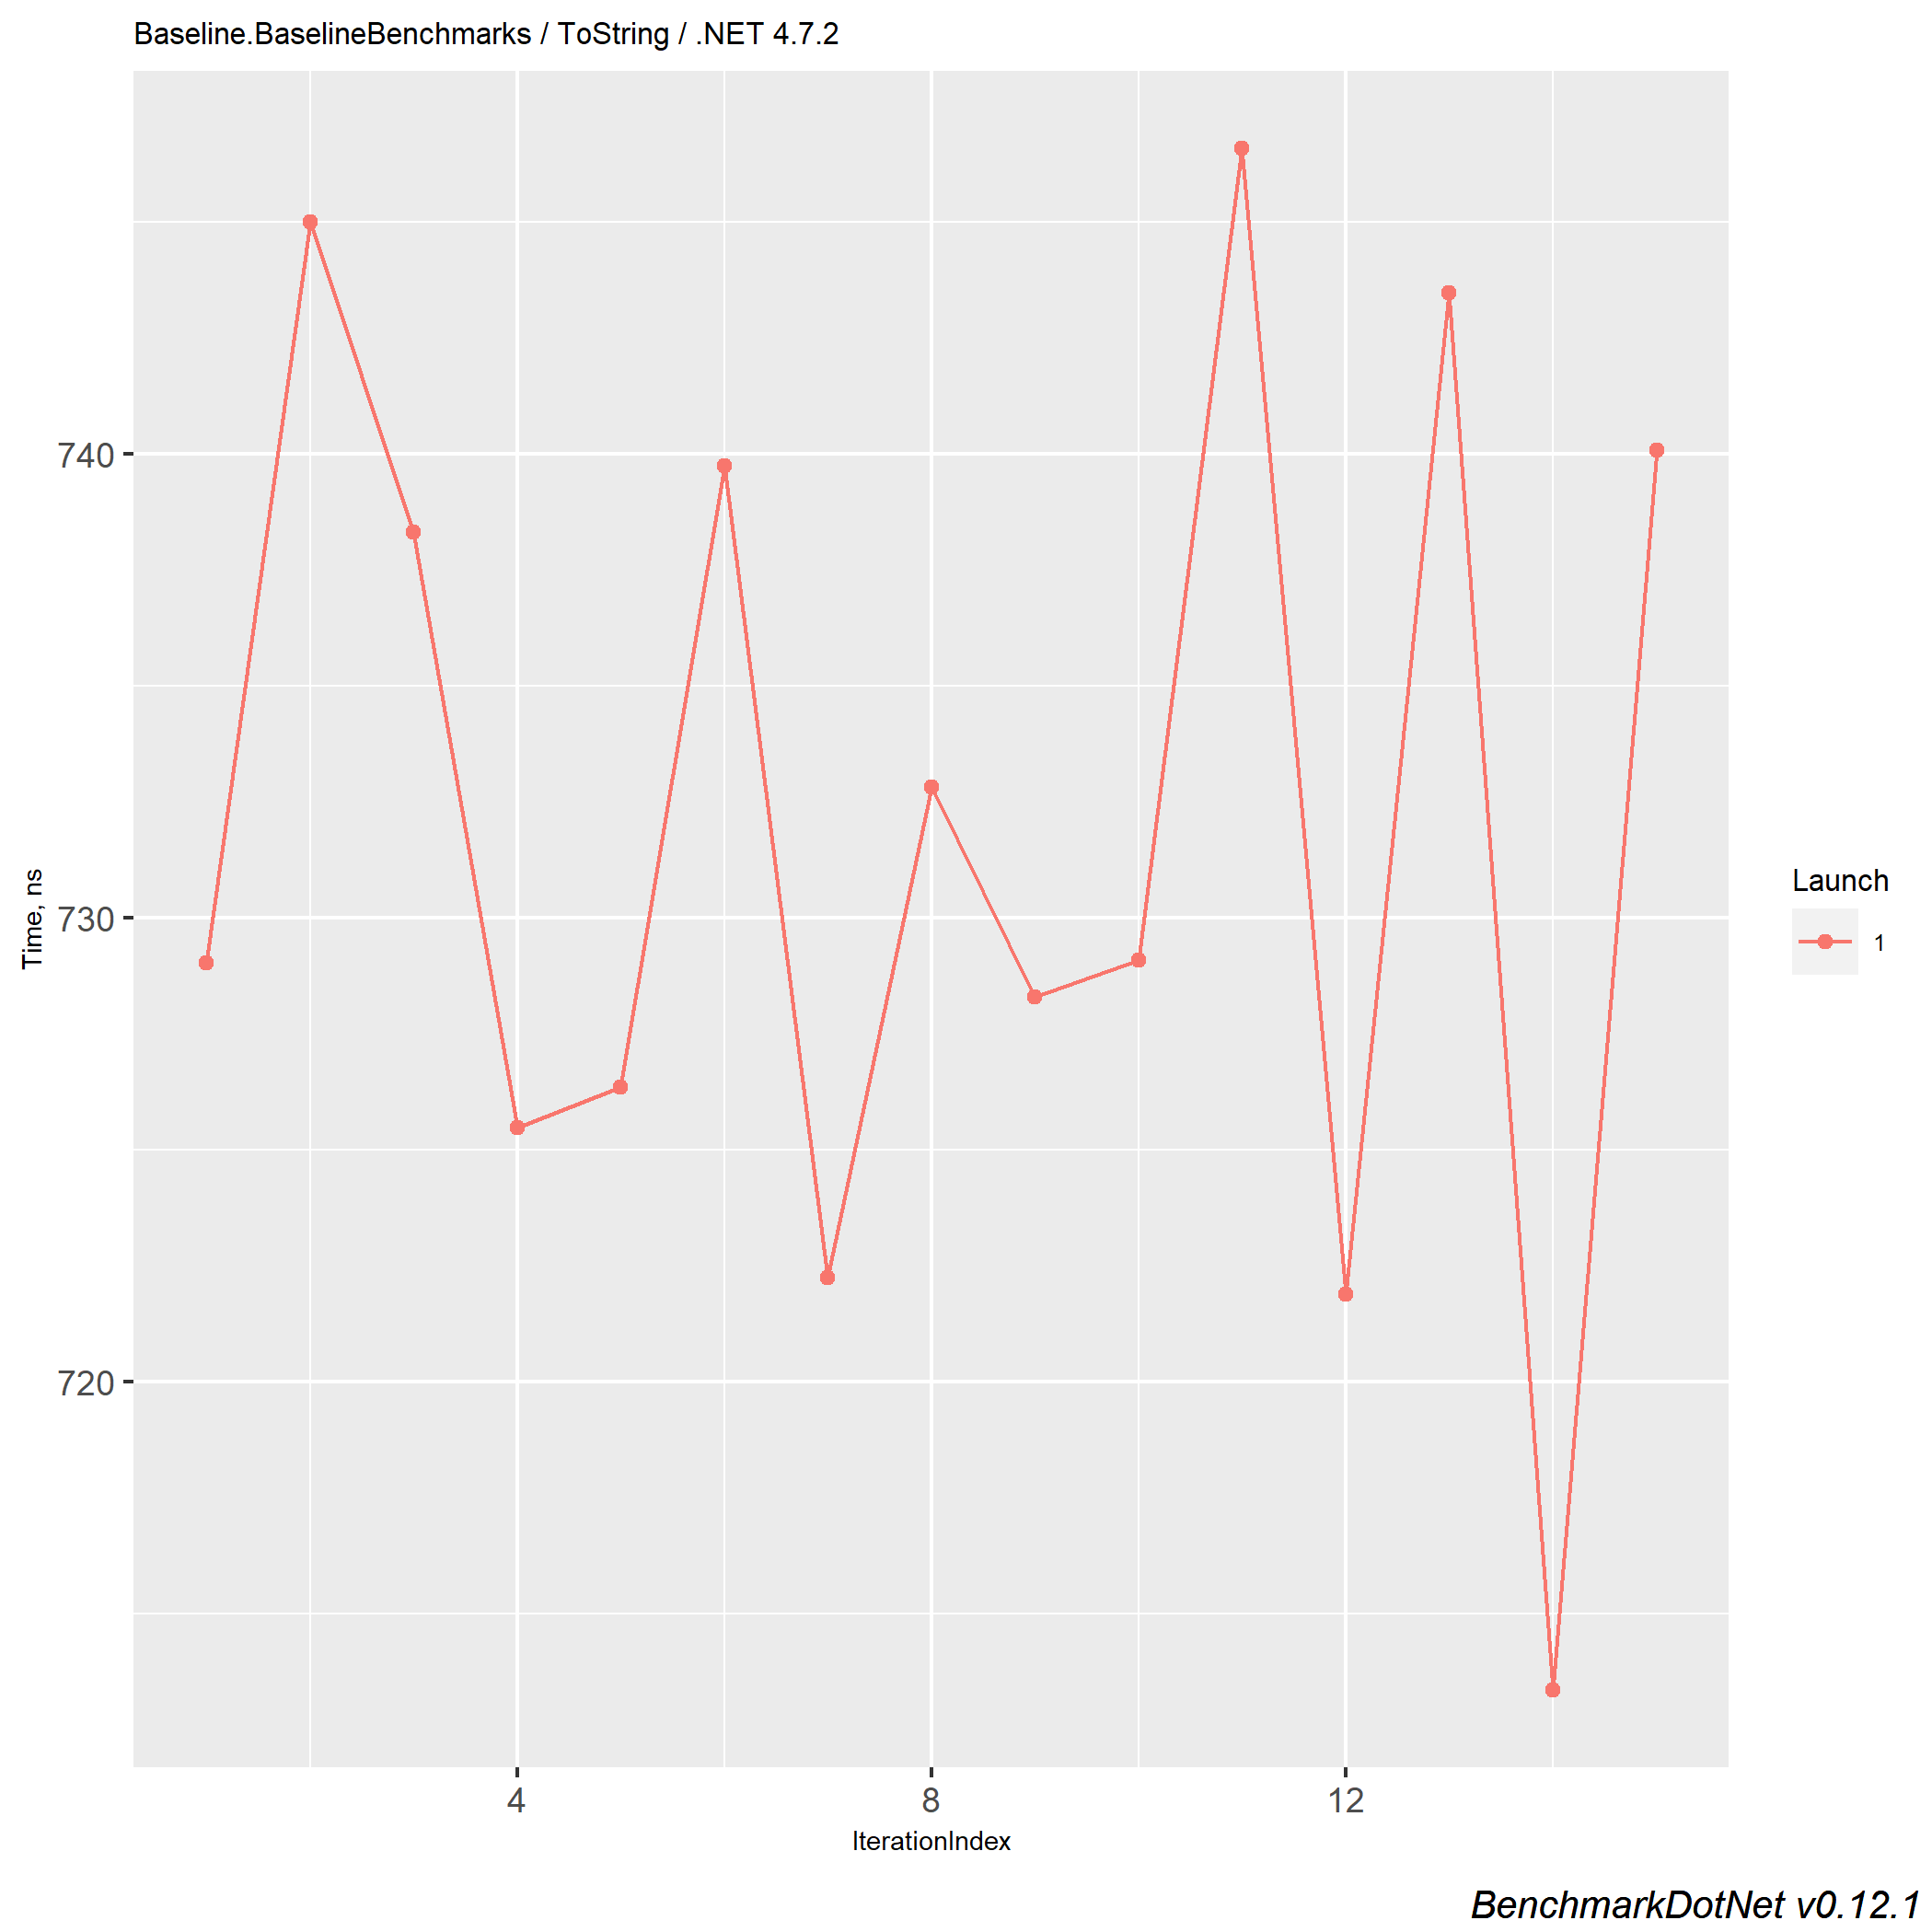 Baseline.BaselineBenchmarks / ToString / .NET 4.7.2
740
730
720
Time, ns
4
8
12
IterationIndex
Launch
1
BenchmarkDotNet v0.12.1